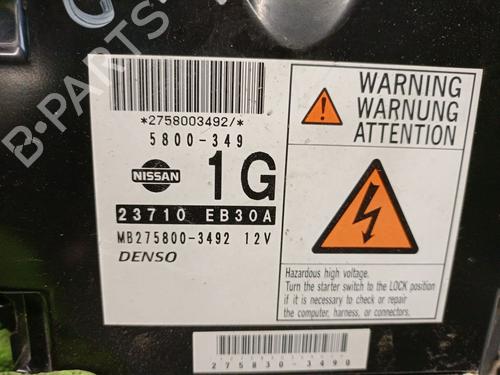 *2758003492/*
5800-349
NISSAN
1G
23710 EB30A
MB275800-3492 12V
DENSO
WARNING
WARNUNG
ATTENTION
Hazardous high voltage.
Turn the starter switch to the LOCK position
if it is necessary to check or repair
the computer, harness, or connectors.
275830-3490
B-PARTS